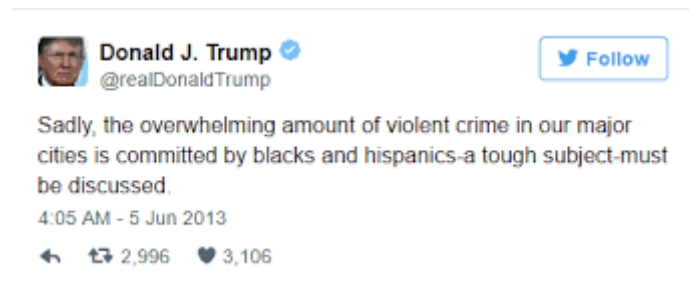 Donald J. Trump
Follow
@realDonaldTrump
Sadly, the overwhelming amount of violent crime in our major
cities is committed by blacks and hispanics-a tough subject-must
be discussed.
4:05 AM - 5 Jun 2013
2,996 3,106